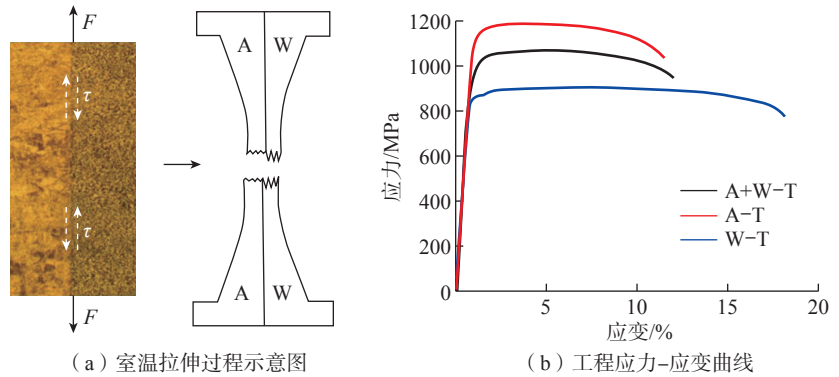 F
τ
τ
F
A W
A W
(a)室温拉伸过程示意图
应力/MPa
1200
1000
800
600
400
200
0
5 10 15 20
应变/%
A+W−T
A−T
W−T
(b)工程应力−应变曲线